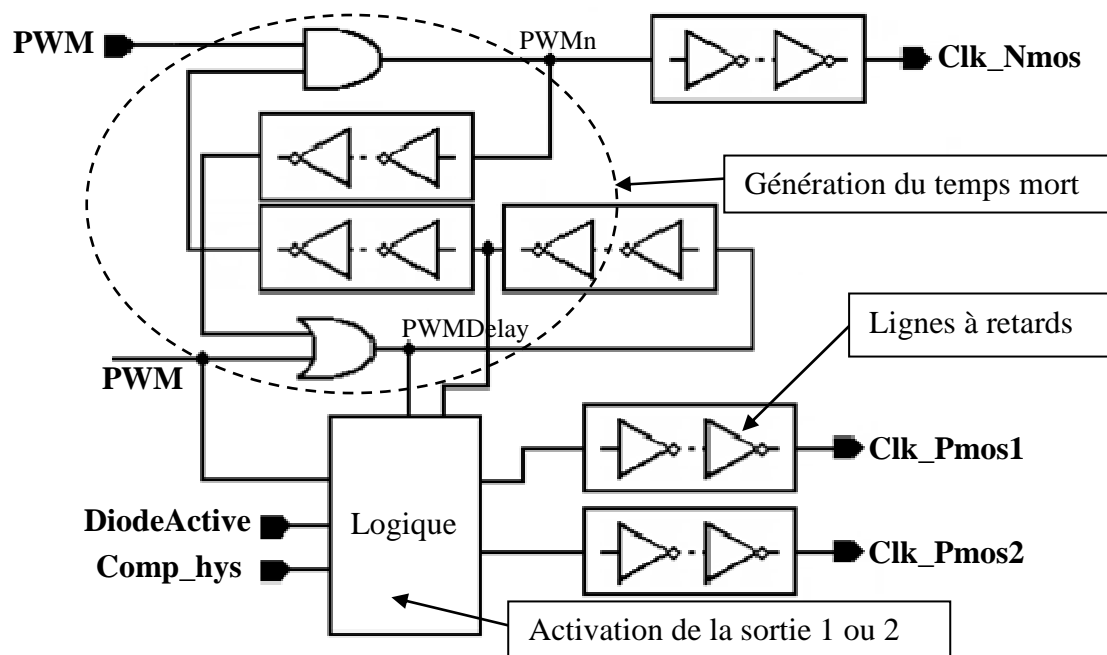 PWM
PWMn
Clk_Nmos
Génération du temps mort
PWMDelay
Lignes à retards
PWM
Clk_Pmos1
DiodeActive
Logique
Comp_hys
Clk_Pmos2
Activation de la sortie 1 ou 2